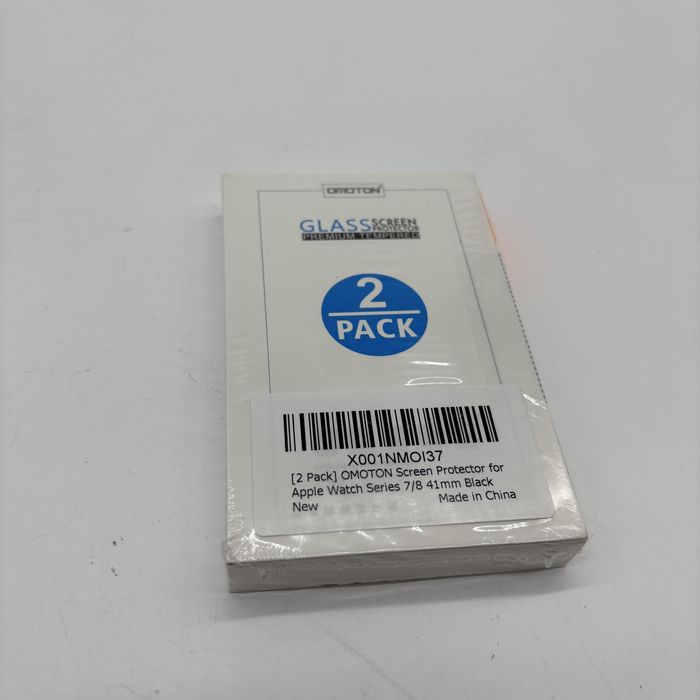 OMOTON
GLASS SCREEN PROTECTOR
PREMIUM TEMPERED
2
PACK
X001NMOI37
[2 Pack] OMOTON Screen Protector for
Apple Watch Series 7/8 41mm Black
New Made in China